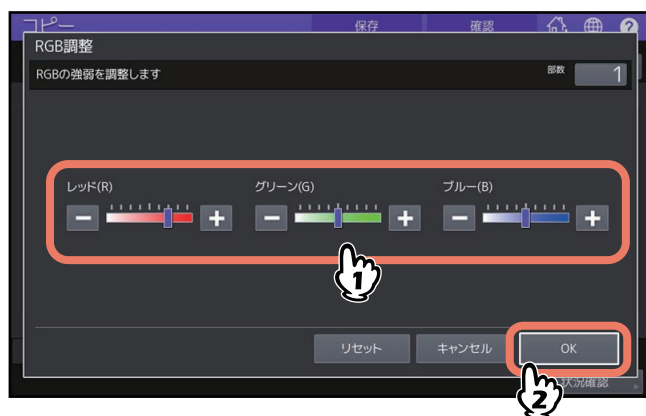 コピー
保存
確認
?
RGB調整
RGBの強弱を調整します
部数
1
レッド(R)
グリーン(G)
ブルー(B)
1
リセット
キャンセル
OK
状況確認
2